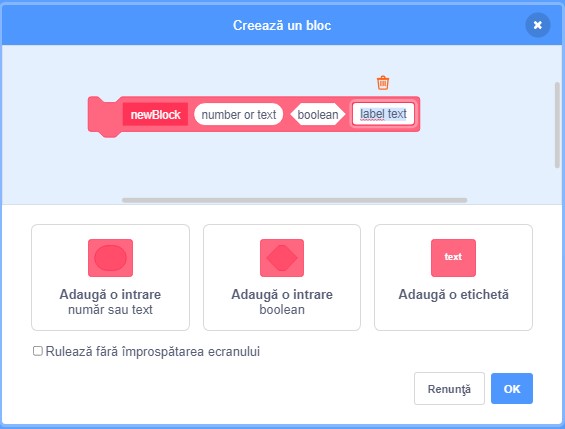 Creează un bloc
newBlock number or text boolean label text
text
Adaugă o intrare
număr sau text
Adaugă o intrare
boolean
Adaugă o etichetă
Rulează fără împrospătarea ecranului
Renunță OK